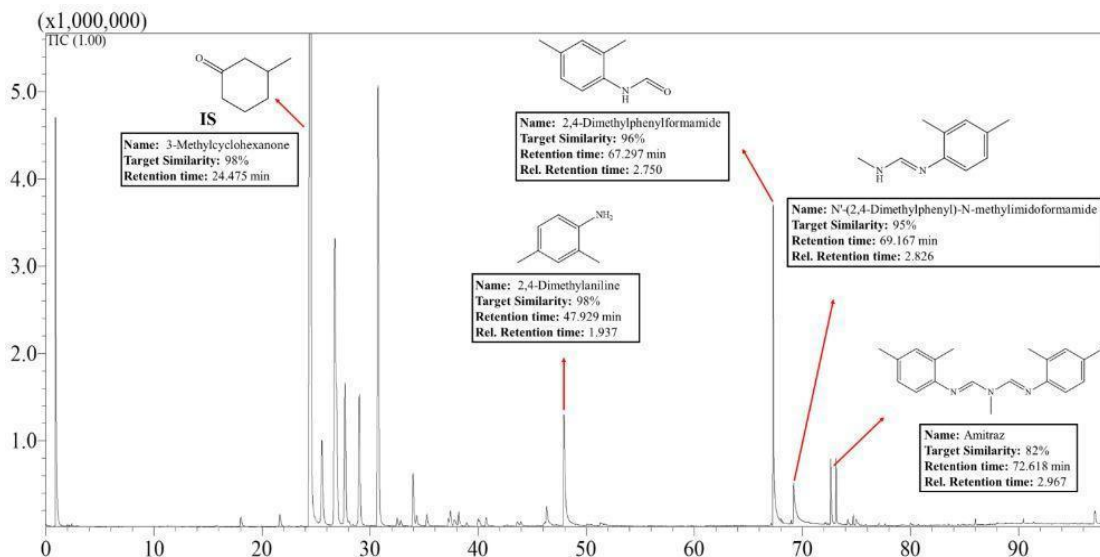 (x1,000,000)
TIC (1.00)
5.0
4.0
3.0
2.0
1.0
0 10 20 30 40 50 60 70 80 90
O
IS
Name: 3-Methylcyclohexanone
Target Similarity: 98%
Retention time: 24.475 min
NH₂
Name: 2,4-Dimethylaniline
Target Similarity: 98%
Retention time: 47.929 min
Rel. Retention time: 1.937
N
H
O
Name: 2,4-Dimethylphenylformamide
Target Similarity: 96%
Retention time: 67.297 min
Rel. Retention time: 2.750
N
H
N
Name: N'-(2,4-Dimethylphenyl)-N-methylimidoformamide
Target Similarity: 95%
Retention time: 69.167 min
Rel. Retention time: 2.826
N N N
Name: Amitraz
Target Similarity: 82%
Retention time: 72.618 min
Rel. Retention time: 2.967